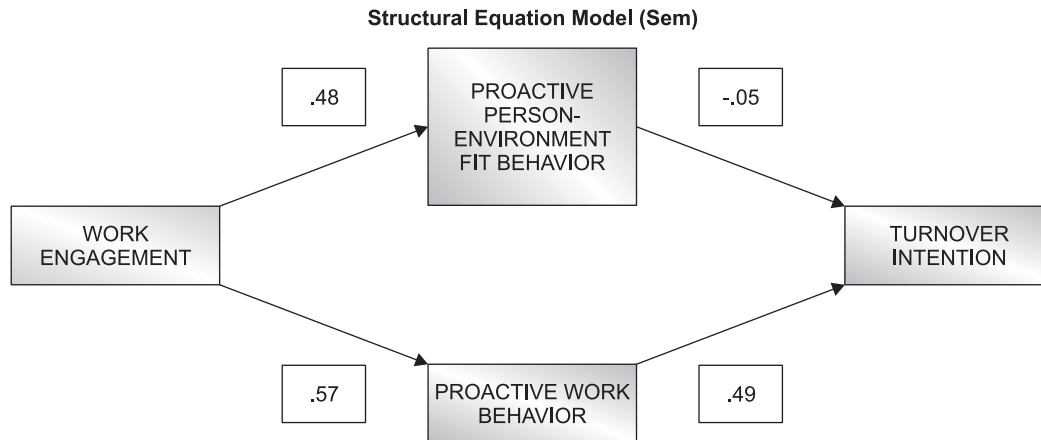 Structural Equation Model (Sem)
.48
PROACTIVE
PERSON-
ENVIRONMENT
FIT BEHAVIOR
-.05
WORK
ENGAGEMENT
TURNOVER
INTENTION
.57
PROACTIVE WORK
BEHAVIOR
.49